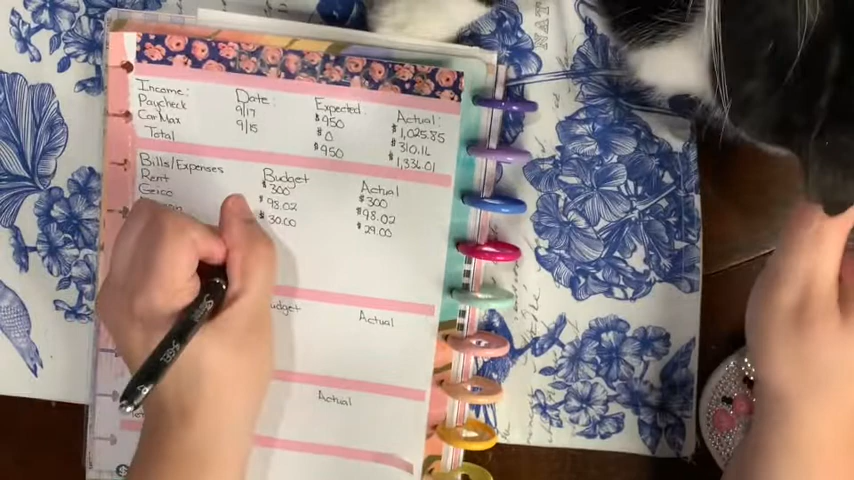 Income: Date: Expected: Actual:
Paycheck 9/17 $950 $1,025.85
CarMax 9/15 $0 $310.16
Total $950 $1,336.01
Bills/Expenses Budget Actual
Rent $300 $300
Geico $98.02 $98.02
$30.00 $29.00
Actual
Actual